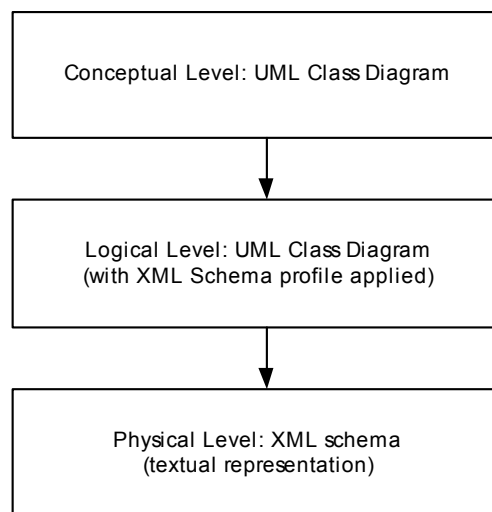 Conceptual Level: UML Class Diagram
Logical Level: UML Class Diagram
(with XML Schema profile applied)
Physical Level: XML schema
(textual representation)